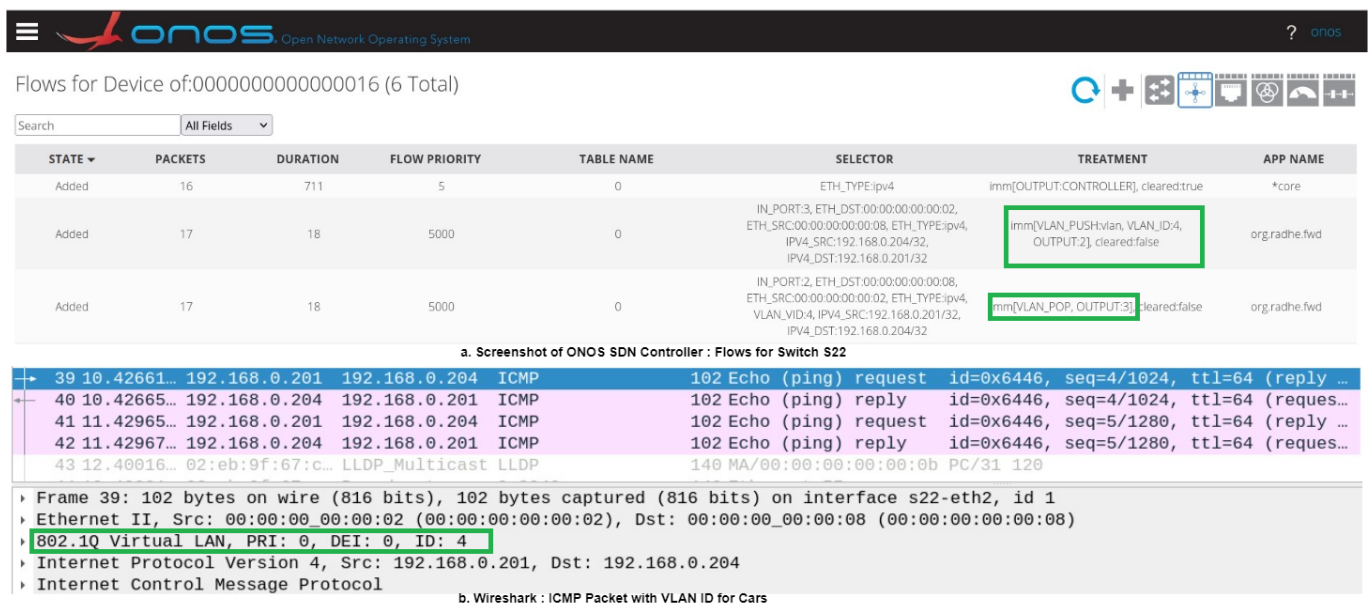 onos Open Network Operating System ? onos
Flows for Device of:0000000000000016 (6 Total)
Search All Fields
STATE PACKETS DURATION FLOW PRIORITY TABLE NAME SELECTOR TREATMENT APP NAME
Added 16 711 5 0 ETH_TYPE:ipv4 imm[OUTPUT:CONTROLLER], cleared:true *core
IN_PORT:3, ETH_DST:00:00:00:00:00:02,
Added 17 18 5000 0 ETH_SRC:00:00:00:00:00:08, ETH_TYPE:ipv4, imm[VLAN_PUSH:vlan, VLAN_ID:4, org.radhe.fwd
IPV4_SRC:192.168.0.204/32, OUTPUT:2], cleared:false
IPV4_DST:192.168.0.201/32
IN_PORT:2, ETH_DST:00:00:00:00:00:08,
ETH_SRC:00:00:00:00:00:02, ETH_TYPE:ipv4,
Added 17 18 5000 0 VLAN_VID:4, IPV4_SRC:192.168.0.201/32, imm[VLAN_POP, OUTPUT:3], cleared:false org.radhe.fwd
IPV4_DST:192.168.0.204/32
a. Screenshot of ONOS SDN Controller : Flows for Switch S22
39 10.42661… 192.168.0.201 192.168.0.204 ICMP 102 Echo (ping) request id=0x6446, seq=4/1024, ttl=64 (reply …
40 10.42665… 192.168.0.204 192.168.0.201 ICMP 102 Echo (ping) reply id=0x6446, seq=4/1024, ttl=64 (reques…
41 11.42965… 192.168.0.201 192.168.0.204 ICMP 102 Echo (ping) request id=0x6446, seq=5/1280, ttl=64 (reply …
42 11.42967… 192.168.0.204 192.168.0.201 ICMP 102 Echo (ping) reply id=0x6446, seq=5/1280, ttl=64 (reques…
43 12.40016… 02:eb:9f:67:c… LLDP_Multicast LLDP 140 MA/00:00:00:00:00:0b PC/31 120
Frame 39: 102 bytes on wire (816 bits), 102 bytes captured (816 bits) on interface s22-eth2, id 1
Ethernet II, Src: 00:00:00_00:00:02 (00:00:00:00:00:02), Dst: 00:00:00_00:00:08 (00:00:00:00:00:08)
802.1Q Virtual LAN, PRI: 0, DEI: 0, ID: 4
Internet Protocol Version 4, Src: 192.168.0.201, Dst: 192.168.0.204
Internet Control Message Protocol
b. Wireshark : ICMP Packet with VLAN ID for Cars